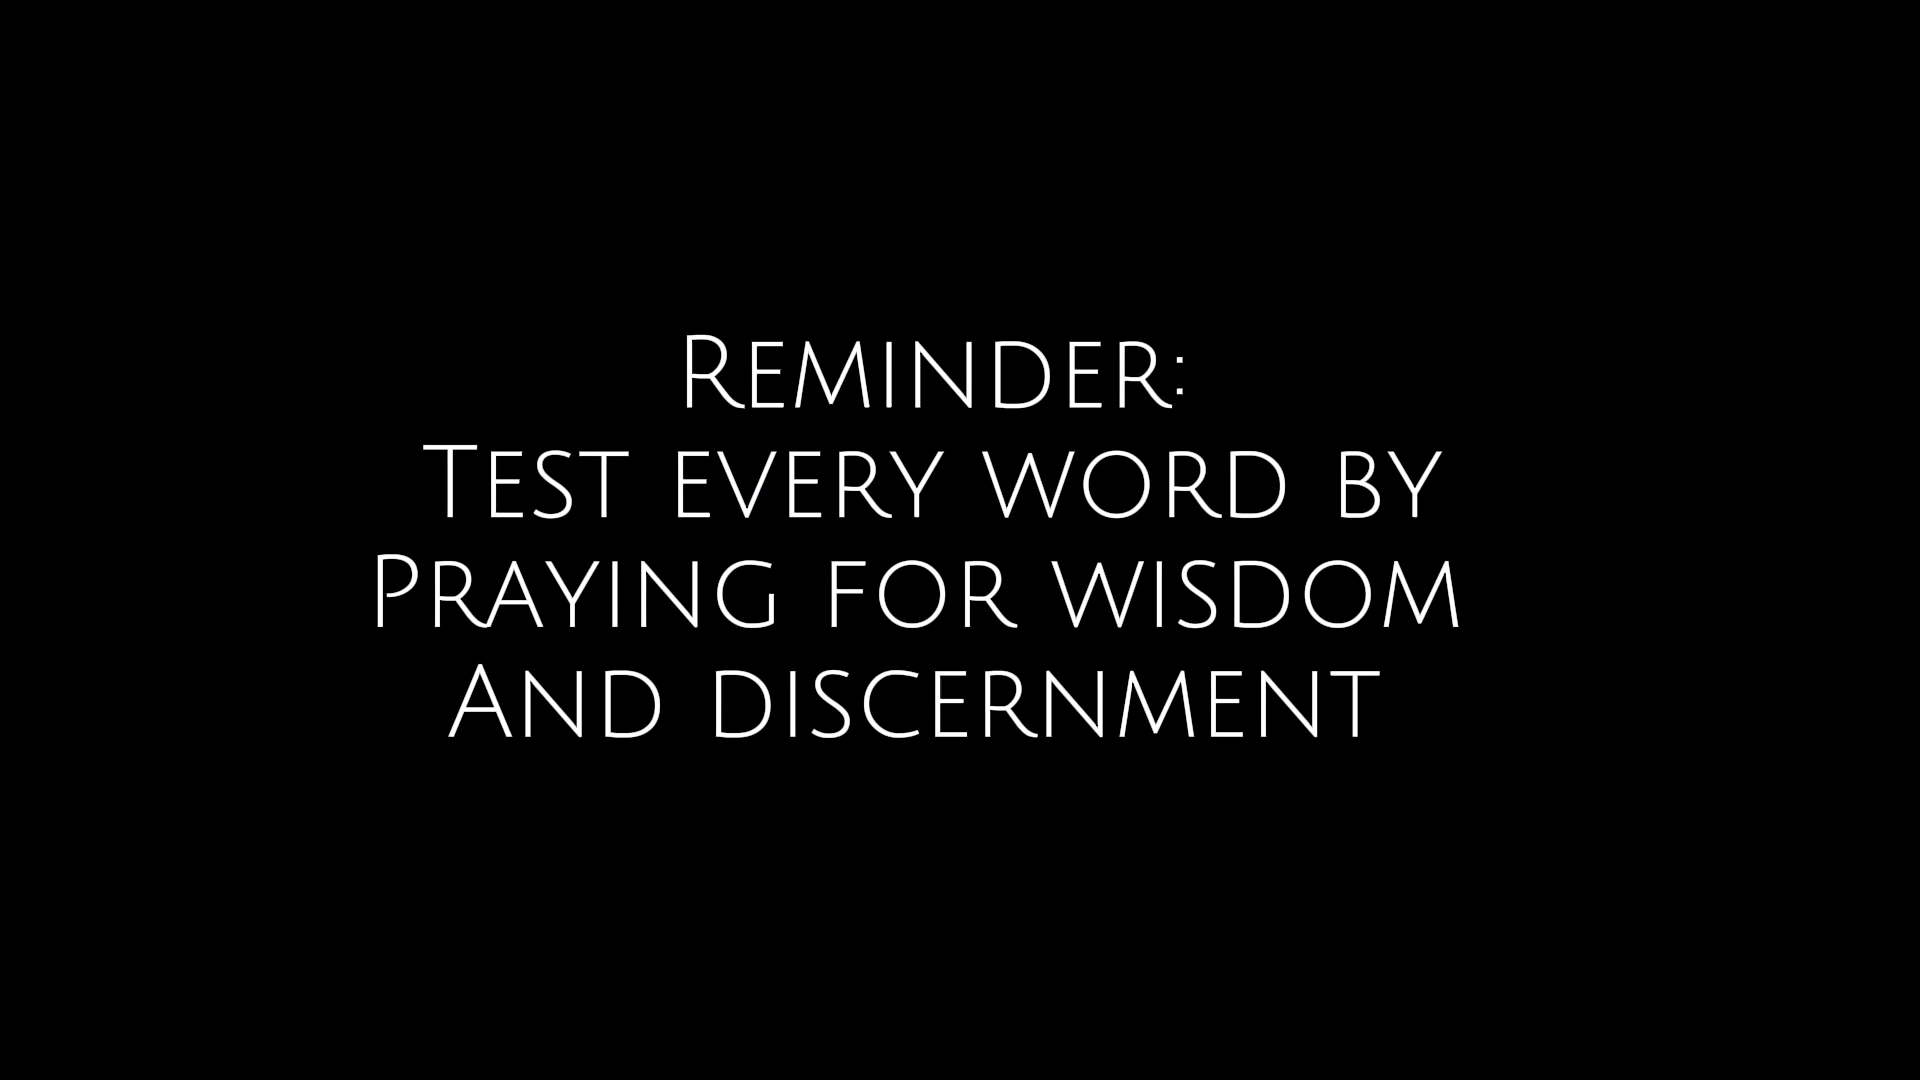 Reminder:
Test every word by
Praying for wisdom
And discernment